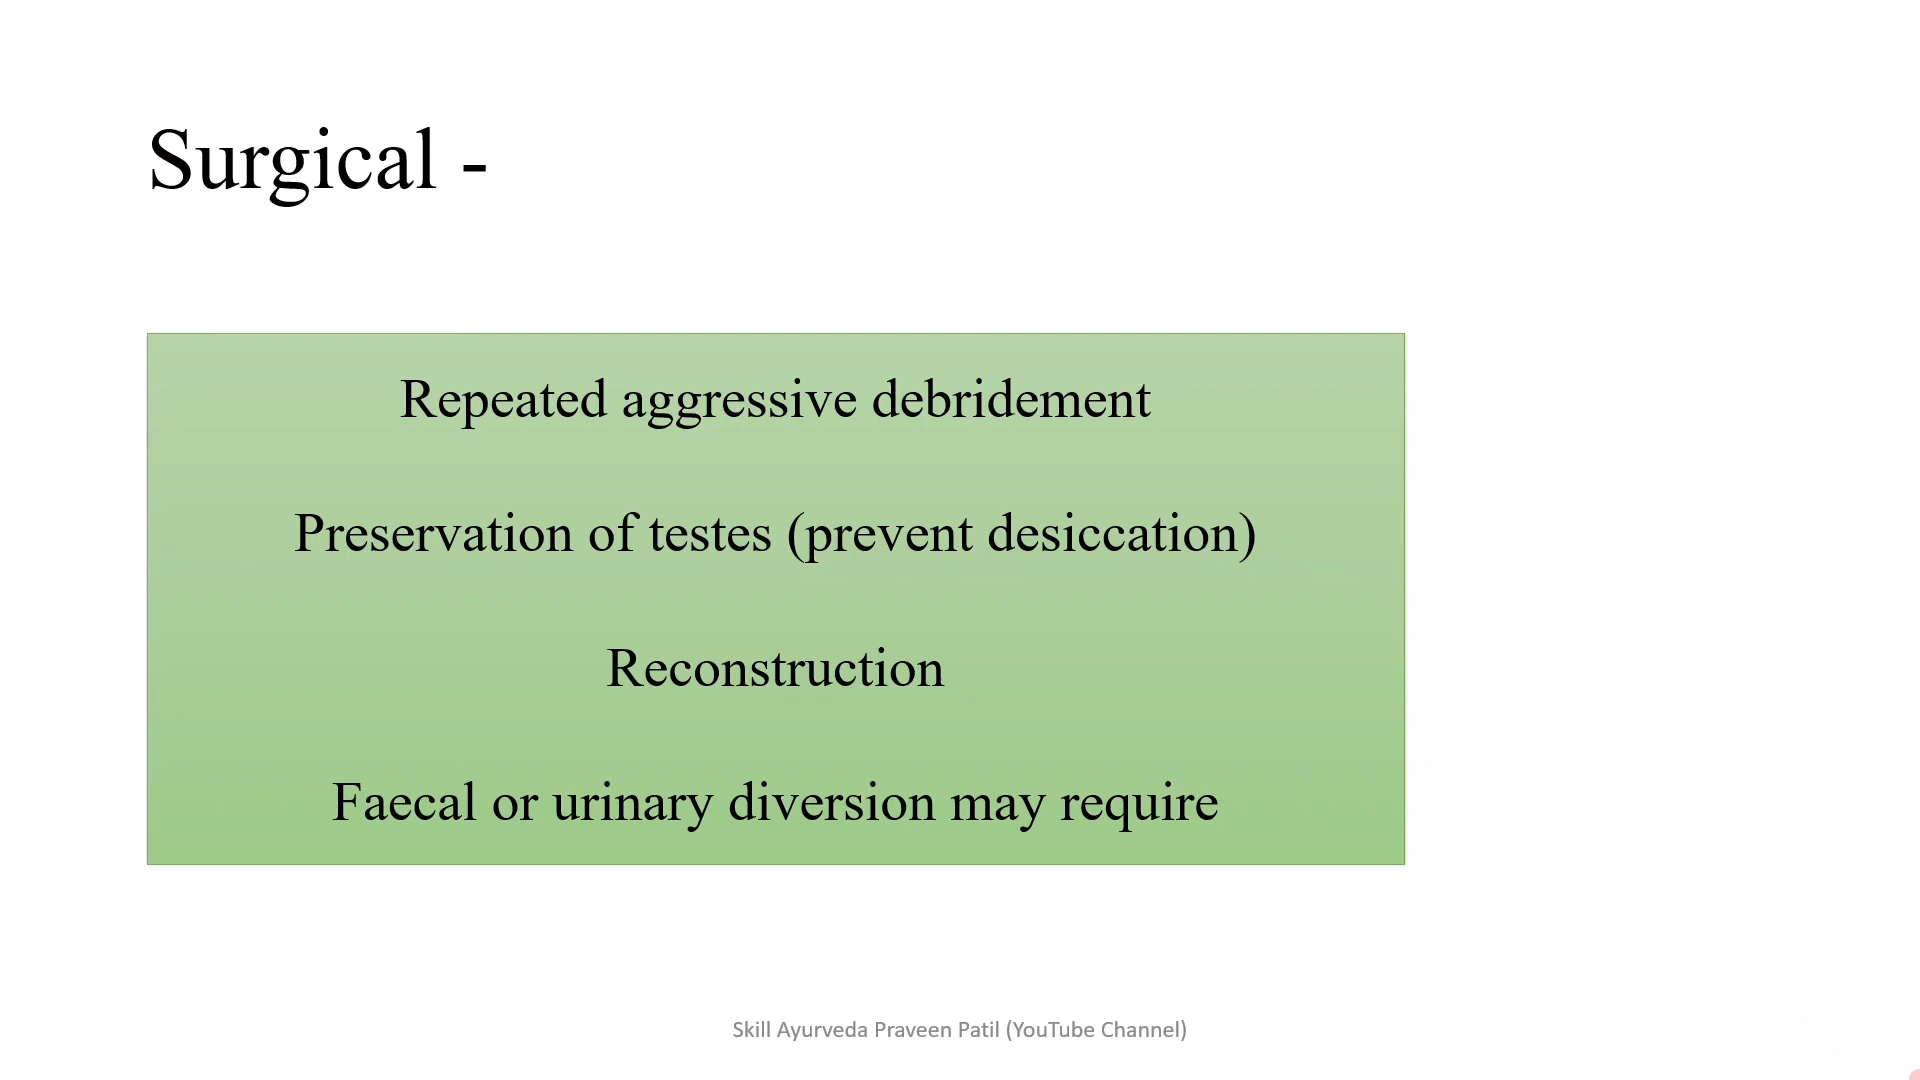 Surgical -
Repeated aggressive debridement
Preservation of testes (prevent desiccation)
Reconstruction
Faecal or urinary diversion may require
Skill Ayurveda Praveen Patil (YouTube Channel)